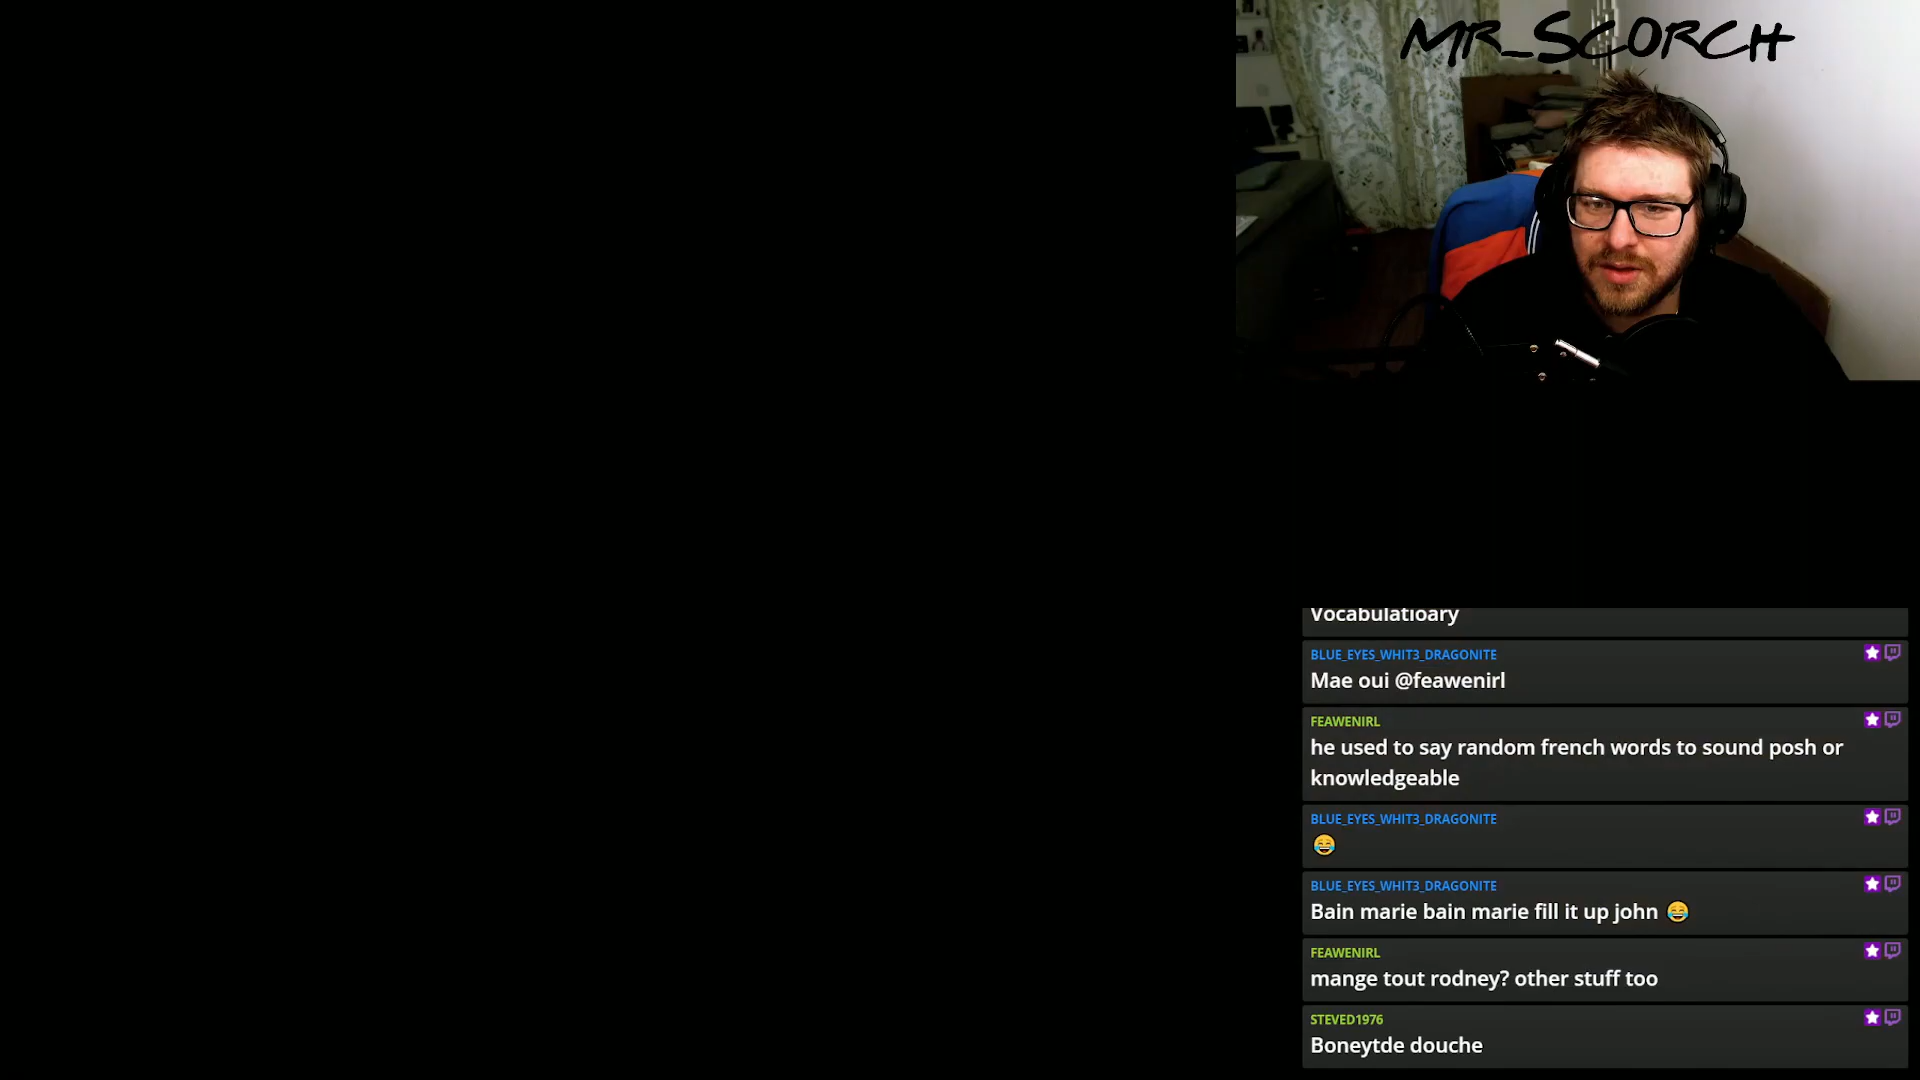 MR_SCORCH
Vocabulatioary
BLUE_EYES_WHIT3_DRAGONITE
Mae oui @feawenirl
FEAWENIRL
he used to say random french words to sound posh or
knowledgeable
BLUE_EYES_WHIT3_DRAGONITE
😂
BLUE_EYES_WHIT3_DRAGONITE
Bain marie bain marie fill it up john 😂
FEAWENIRL
mange tout rodney? other stuff too
STEVED1976
Boneytde douche